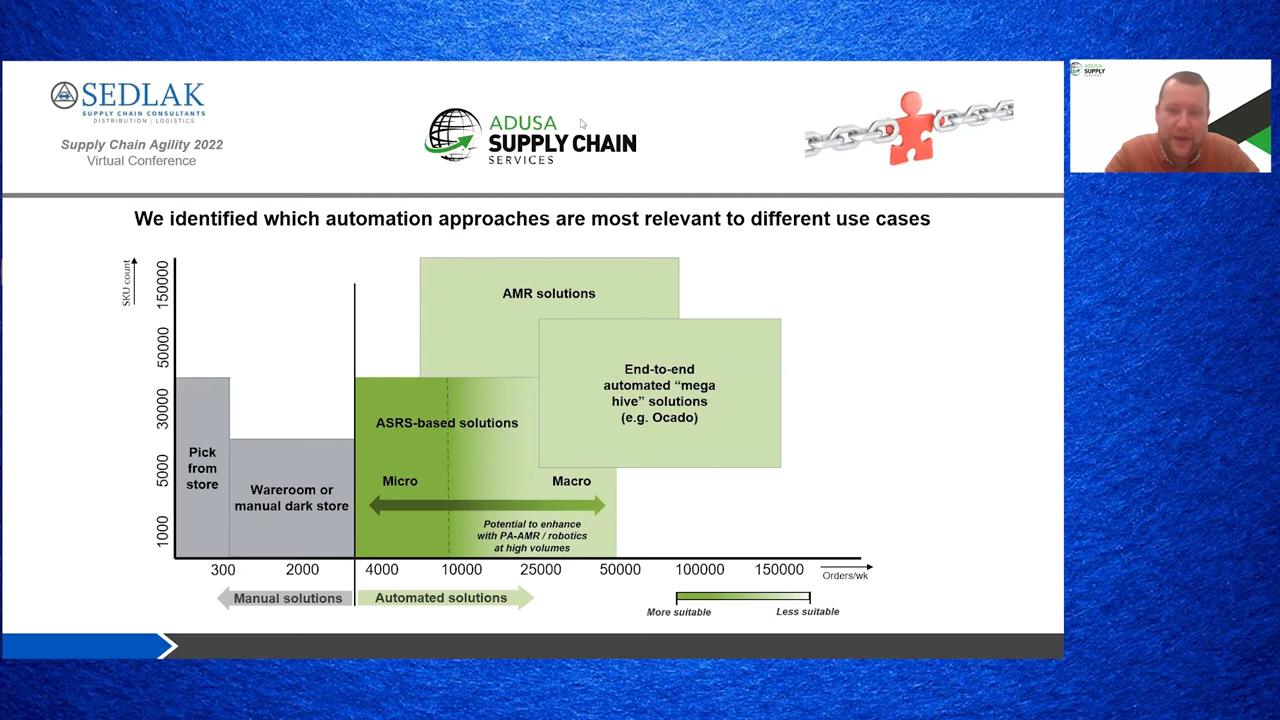 SEDLAK
SUPPLY CHAIN CONSULTANTS
DISTRIBUTION | LOGISTICS
Supply Chain Agility 2022
Virtual Conference
ADUSA
SUPPLY CHAIN
SERVICES
ADUSA
SUPPLY
We identified which automation approaches are most relevant to different use cases
SKU count
150000
50000
30000
5000
1000
AMR solutions
End-to-end
automated “mega
hive” solutions
(e.g. Ocado)
ASRS-based solutions
Micro
Macro
Potential to enhance
with PA-AMR / robotics
at high volumes
Pick
from
store
Wareroom or
manual dark store
300
2000
4000
10000
25000
50000
100000
150000
Orders/wk
Manual solutions
Automated solutions
More suitable
Less suitable